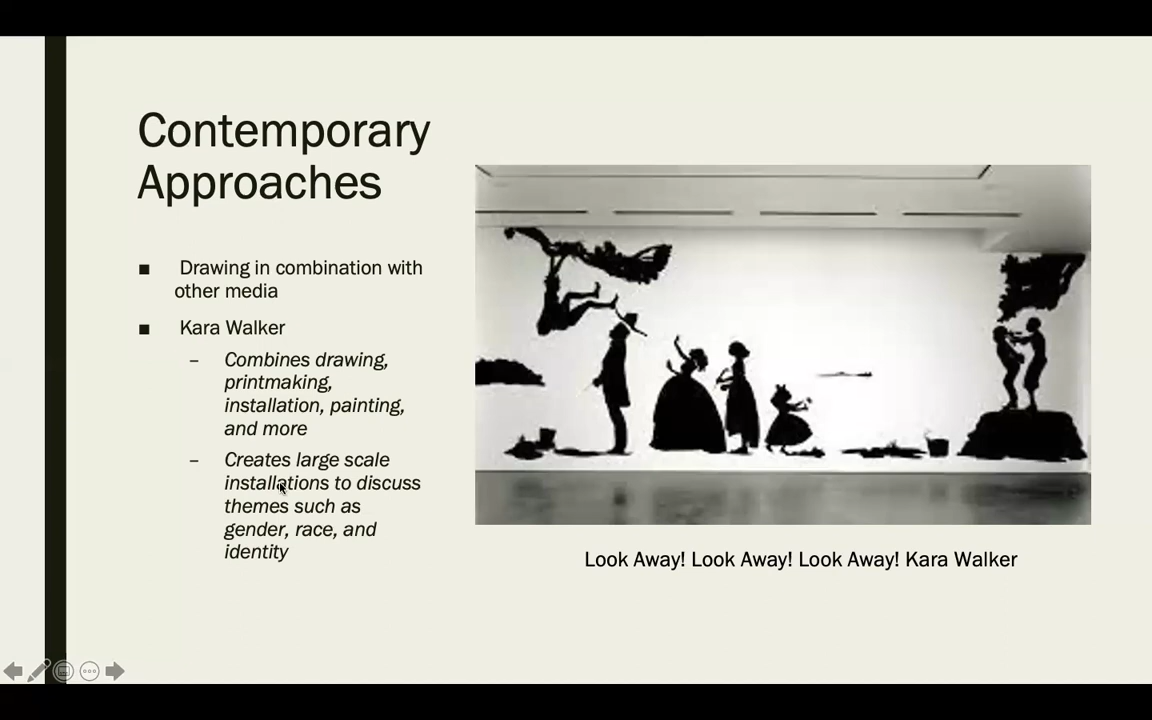 Contemporary
Approaches
■ Drawing in combination with
other media
■ Kara Walker
– Combines drawing,
printmaking,
installation, painting,
and more
– Creates large scale
installations to discuss
themes such as
gender, race, and
identity
Look Away! Look Away! Look Away! Kara Walker